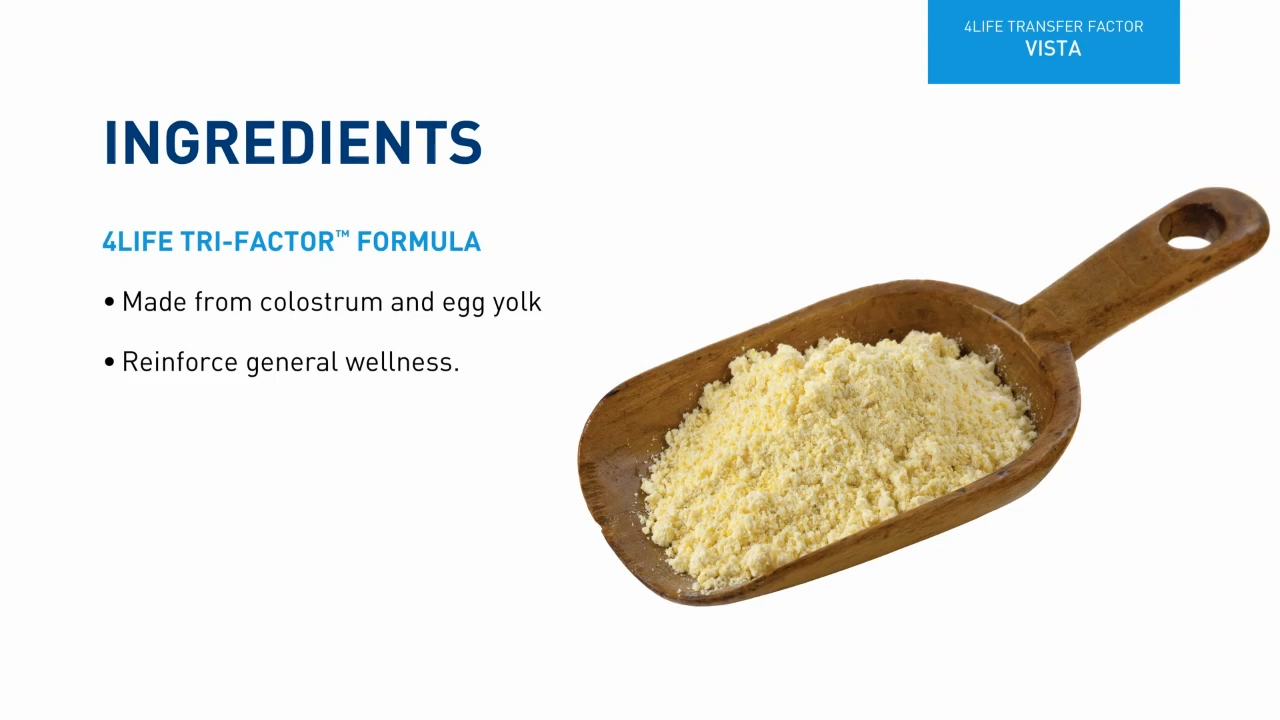 4LIFE TRANSFER FACTOR
VISTA
INGREDIENTS
4LIFE TRI-FACTOR™ FORMULA
• Made from colostrum and egg yolk
• Reinforce general wellness.